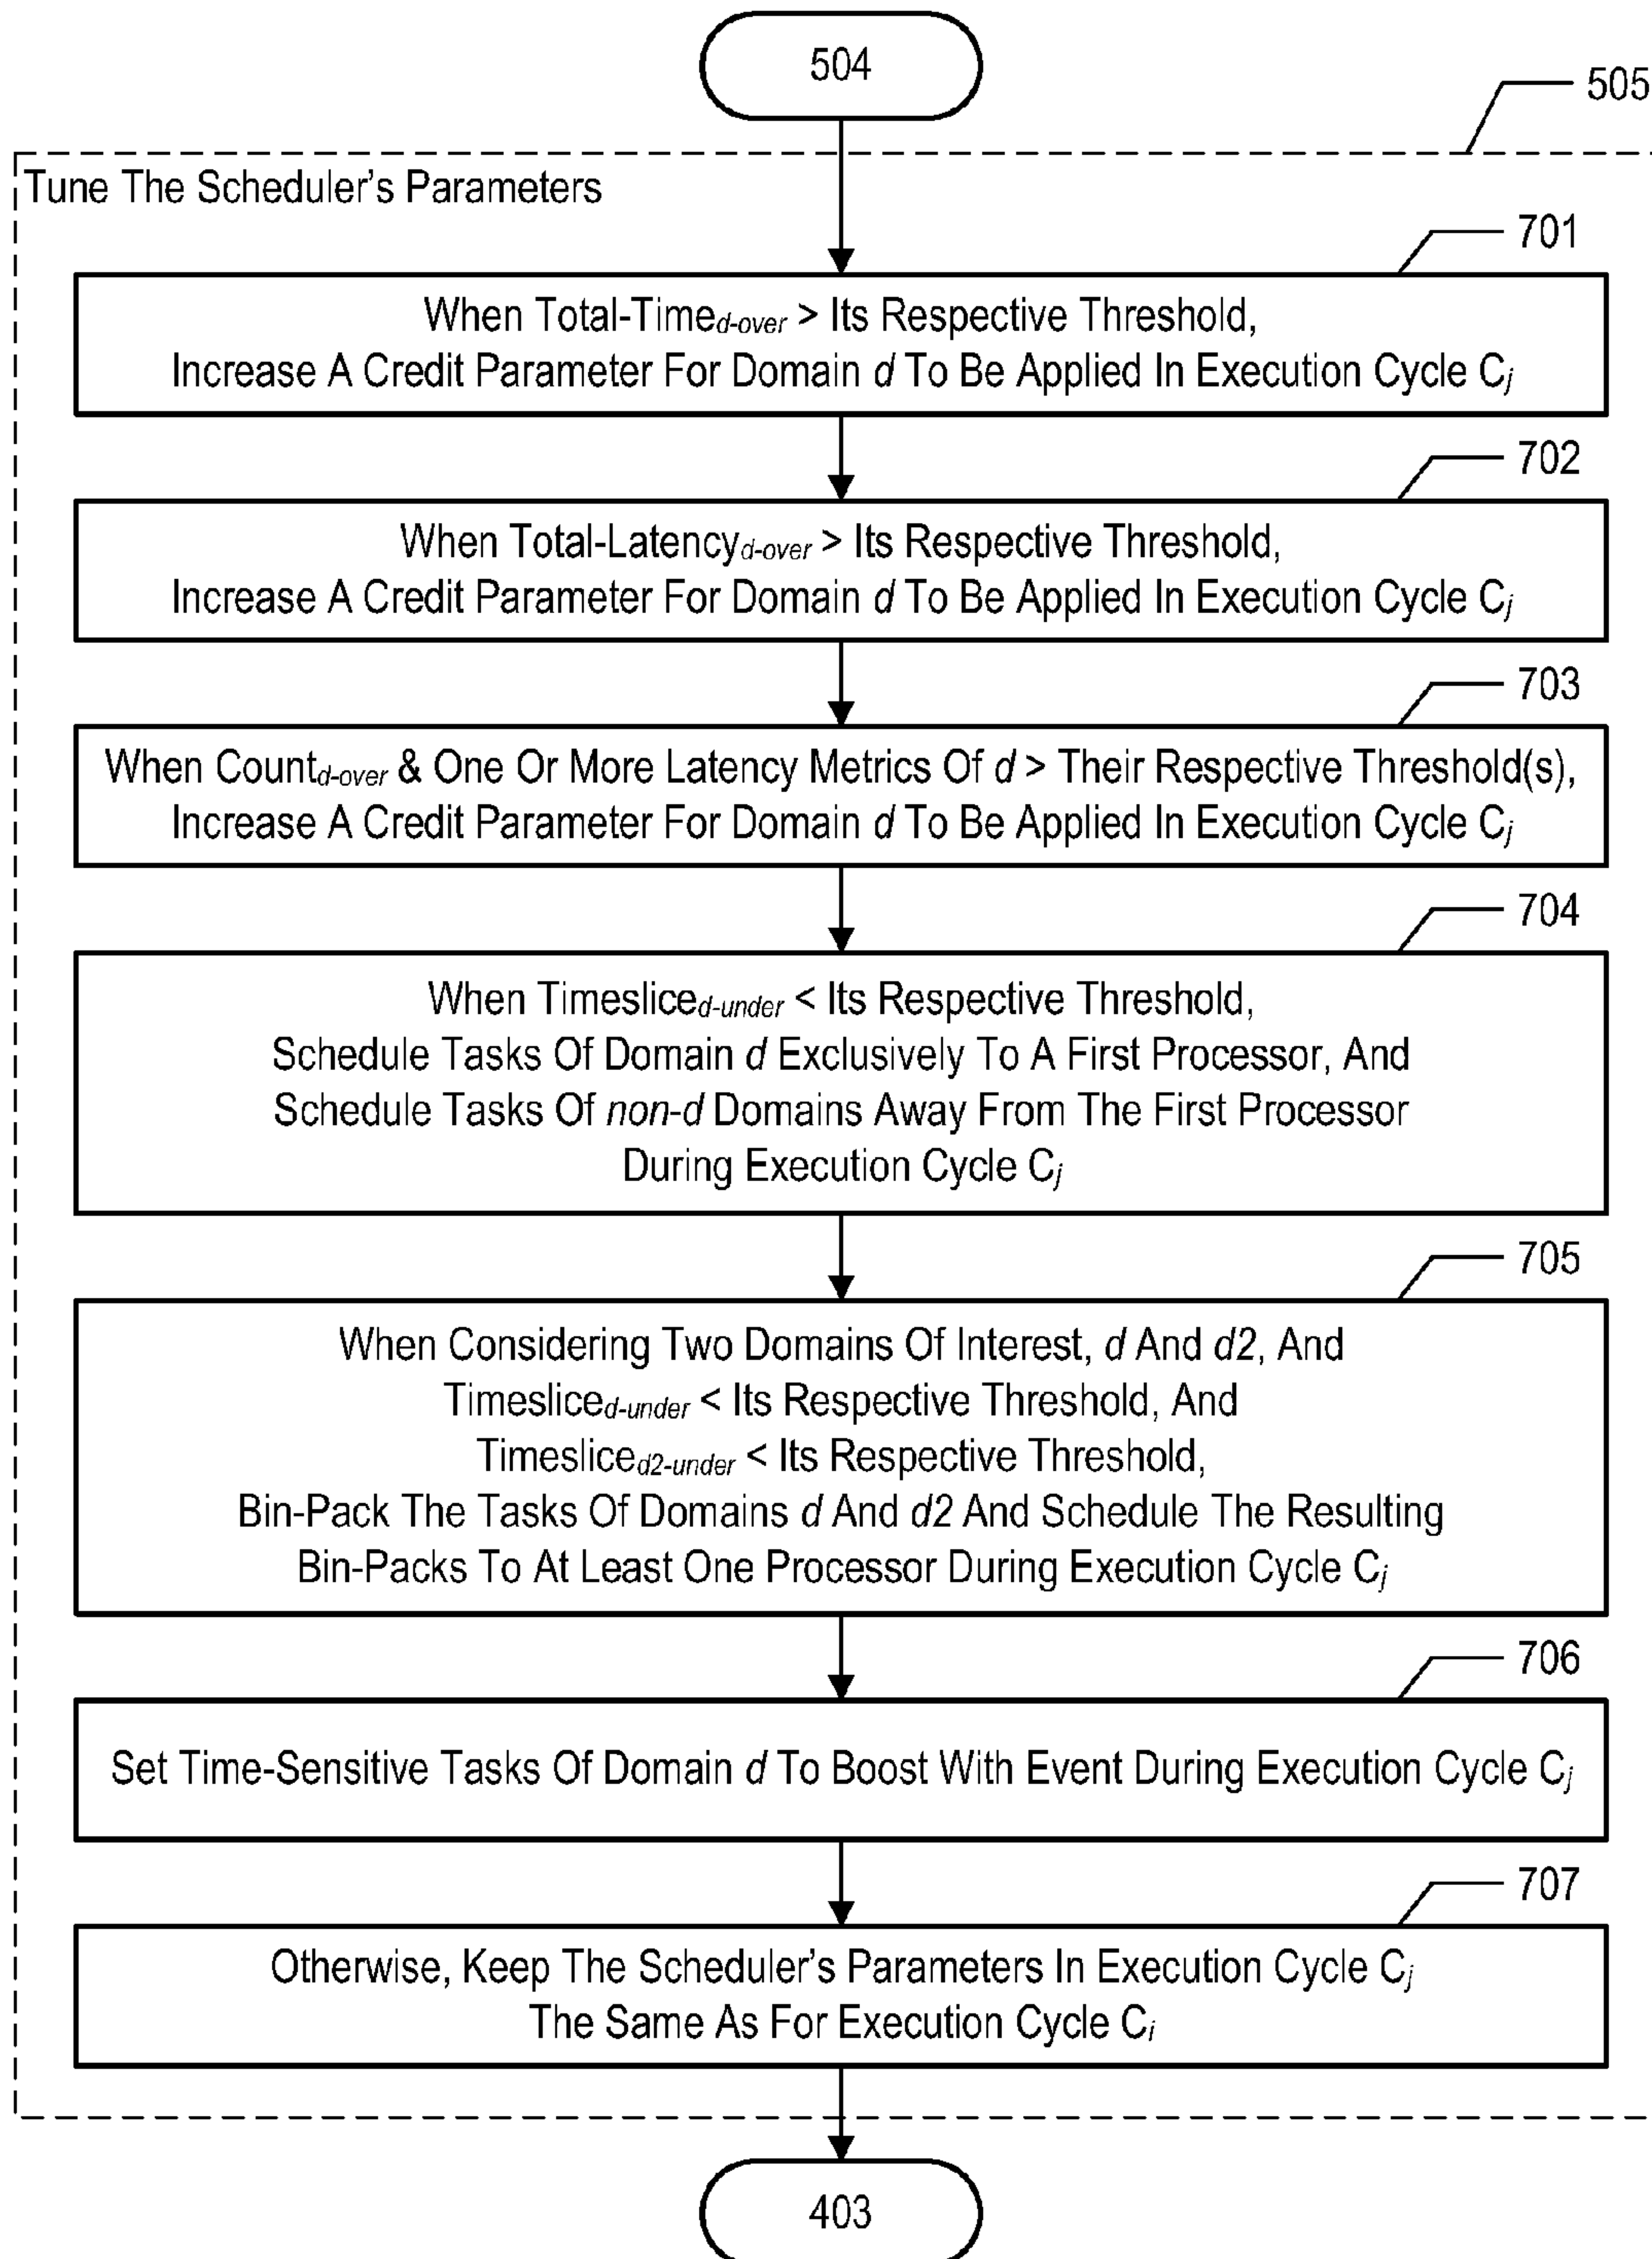 504
505
Tune The Scheduler's Parameters
701
When Total-Time d-over > Its Respective Threshold,
Increase A Credit Parameter For Domain d To Be Applied In Execution Cycle Cj
702
When Total-Latency d-over > Its Respective Threshold,
Increase A Credit Parameter For Domain d To Be Applied In Execution Cycle Cj
703
When Count d-over & One Or More Latency Metrics Of d > Their Respective Threshold(s),
Increase A Credit Parameter For Domain d To Be Applied In Execution Cycle Cj
704
When Timeslice d-under < Its Respective Threshold,
Schedule Tasks Of Domain d Exclusively To A First Processor, And
Schedule Tasks Of non-d Domains Away From The First Processor
During Execution Cycle Cj
705
When Considering Two Domains Of Interest, d And d2, And
Timeslice d-under < Its Respective Threshold, And
Timeslice d2-under < Its Respective Threshold,
Bin-Pack The Tasks Of Domains d And d2 And Schedule The Resulting
Bin-Packs To At Least One Processor During Execution Cycle Cj
706
Set Time-Sensitive Tasks Of Domain d To Boost With Event During Execution Cycle Cj
707
Otherwise, Keep The Scheduler's Parameters In Execution Cycle Cj
The Same As For Execution Cycle Ci
403